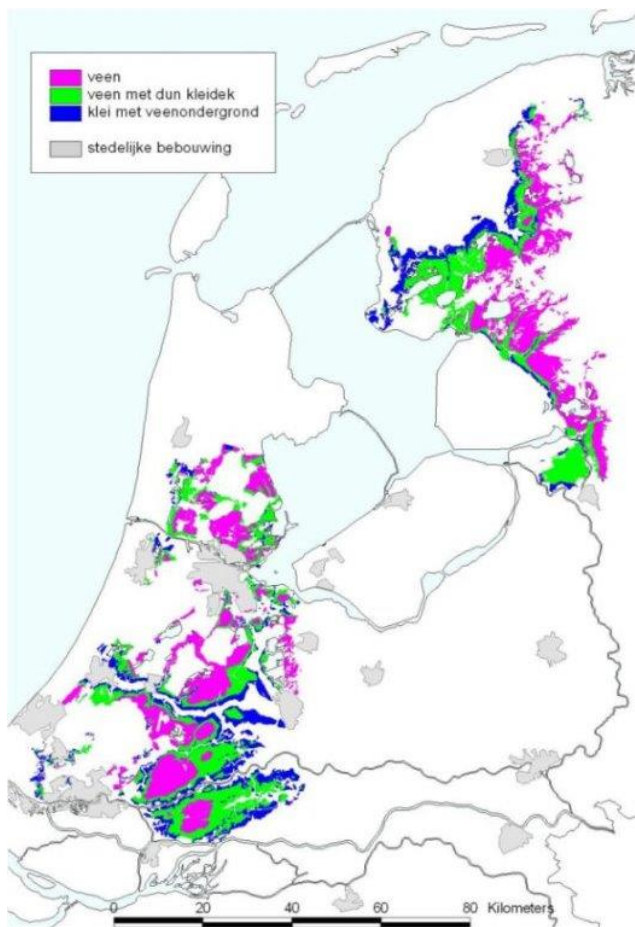 veen
veen met dun kleidek
klei met veenondergrond
stedelijke bebouwing
0 20 40 60 80 Kilometers